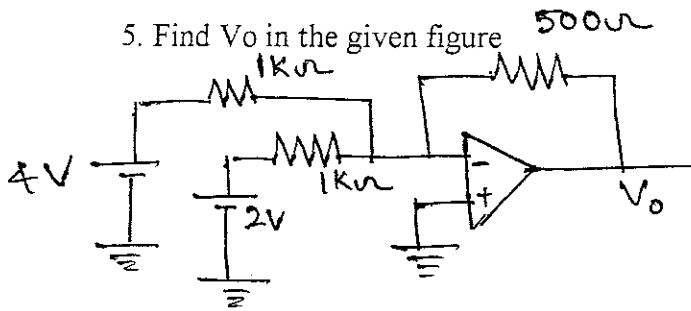 5. Find Vo in the given figure
500Ω
1KΩ
4V
1KΩ
2V
-
+
Vo